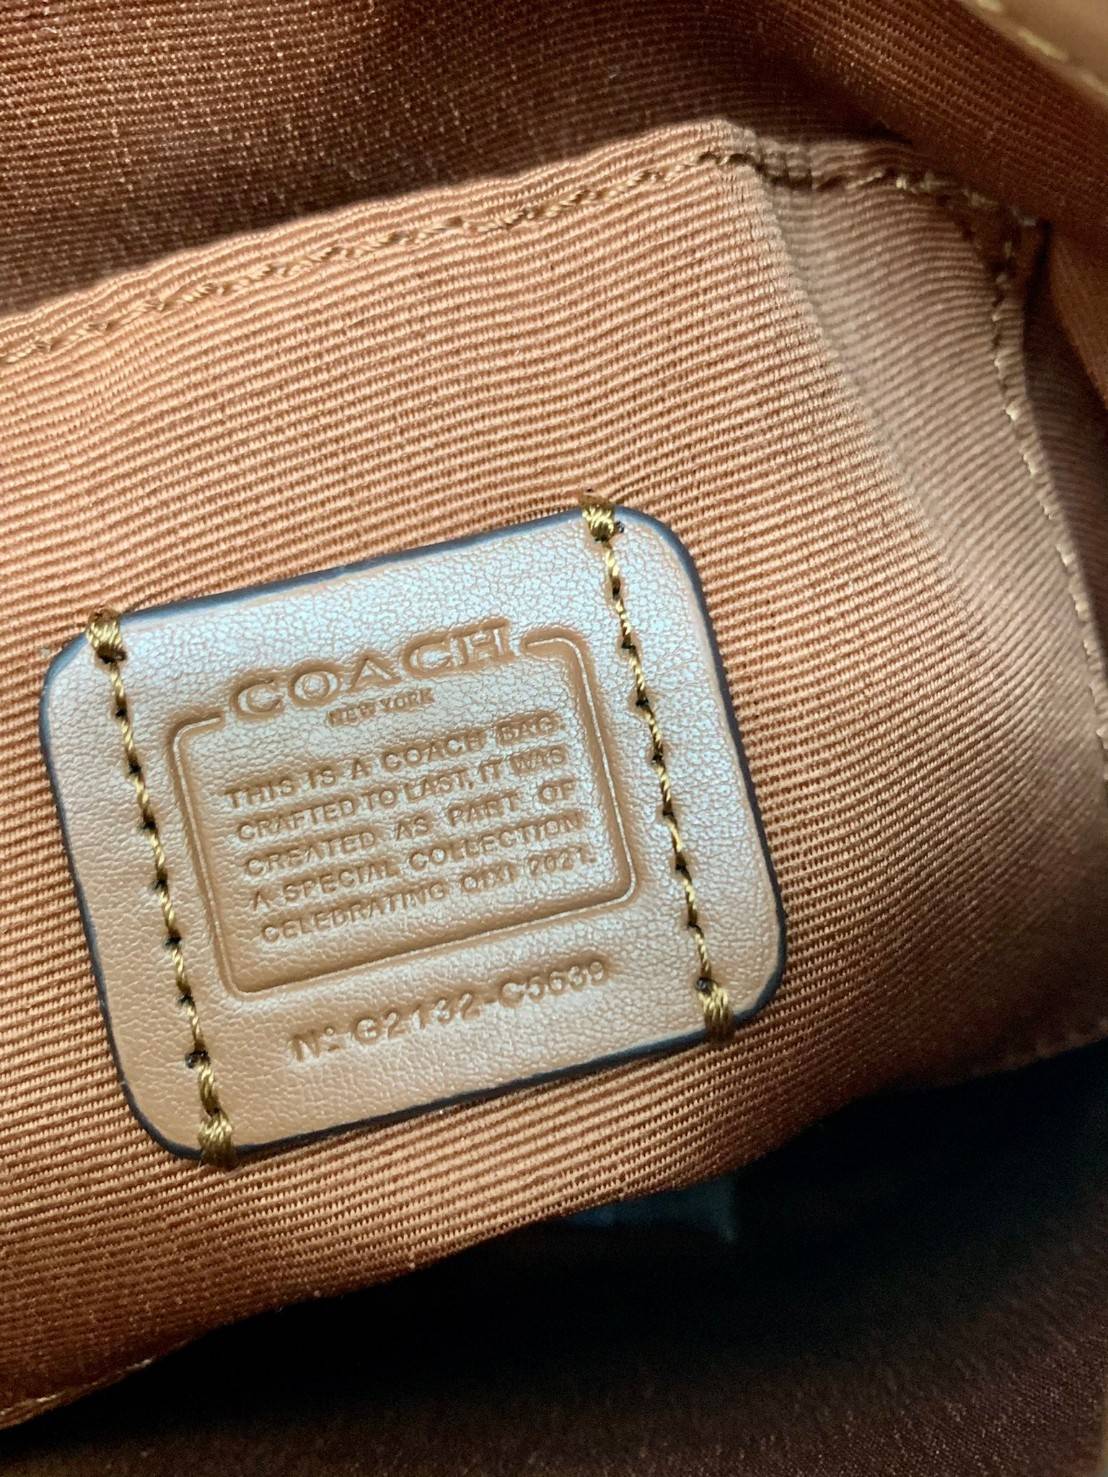 COACH
NEW YORK
THIS IS A COACH BAG.
CRAFTED TO LAST, IT WAS
CREATED AS PART OF
A SPECIAL COLLECTION
CELEBRATING QIXI 2021.
Nº G2132-C5639